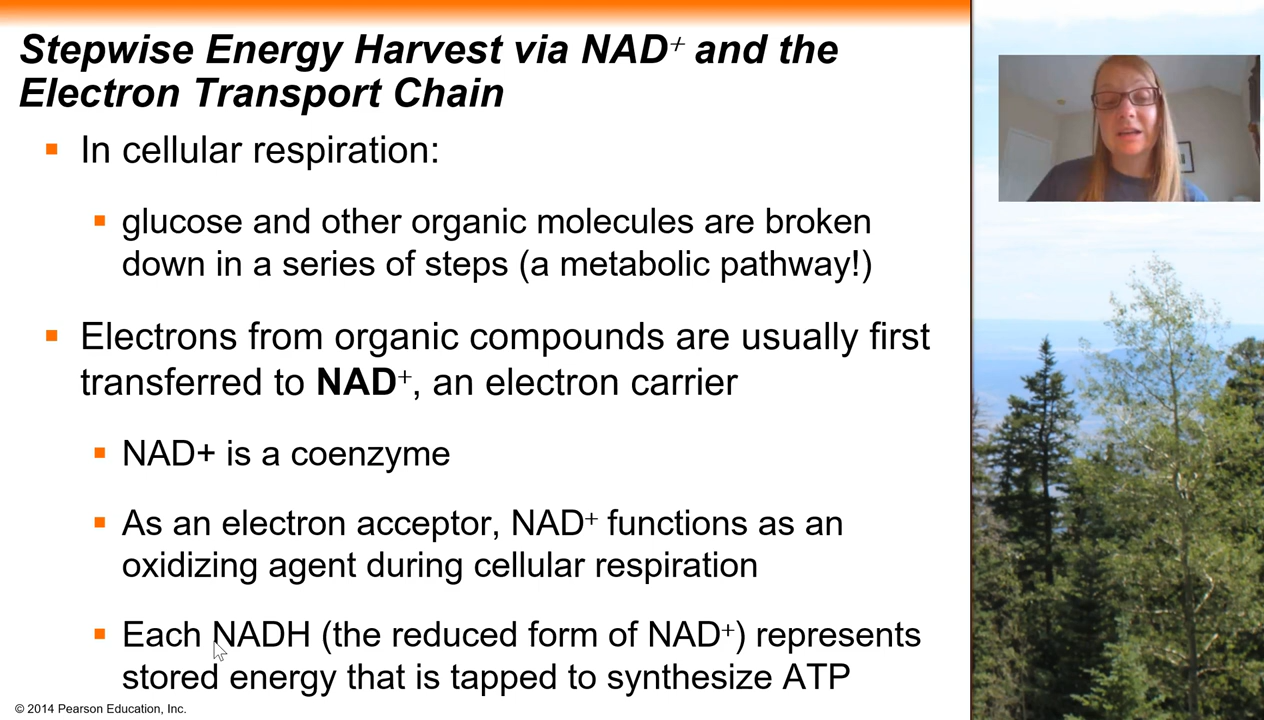 Stepwise Energy Harvest via NAD⁺ and the
Electron Transport Chain
In cellular respiration:
glucose and other organic molecules are broken
down in a series of steps (a metabolic pathway!)
Electrons from organic compounds are usually first
transferred to NAD⁺, an electron carrier
NAD+ is a coenzyme
As an electron acceptor, NAD⁺ functions as an
oxidizing agent during cellular respiration
Each NADH (the reduced form of NAD⁺) represents
stored energy that is tapped to synthesize ATP
© 2014 Pearson Education, Inc.